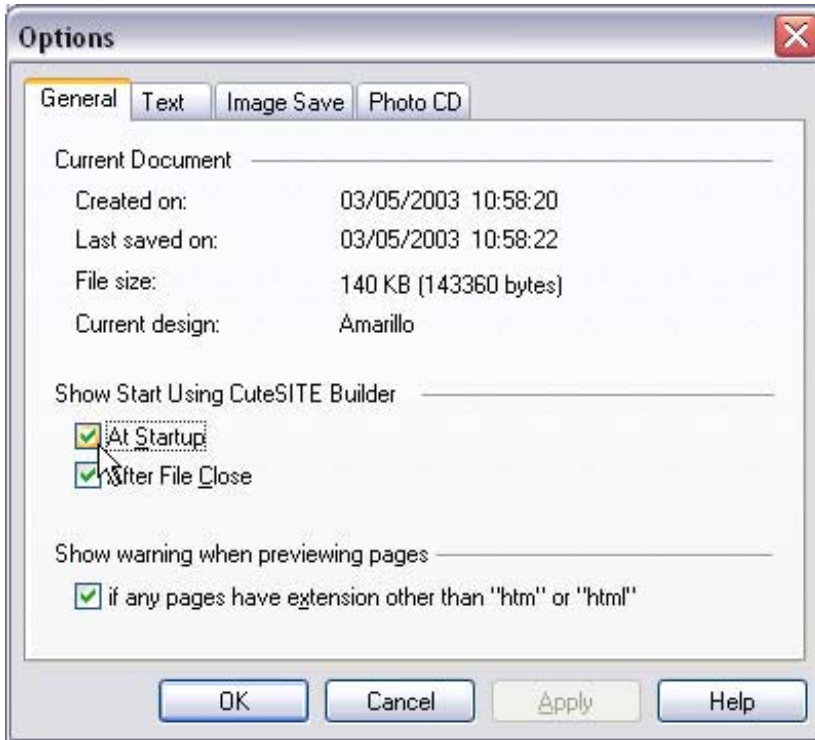 Options
General Text Image Save Photo CD
Current Document
Created on: 03/05/2003 10:58:20
Last saved on: 03/05/2003 10:58:22
File size: 140 KB (143360 bytes)
Current design: Amarillo
Show Start Using CuteSITE Builder
At Startup
After File Close
Show warning when previewing pages
if any pages have extension other than "htm" or "html"
OK Cancel Apply Help